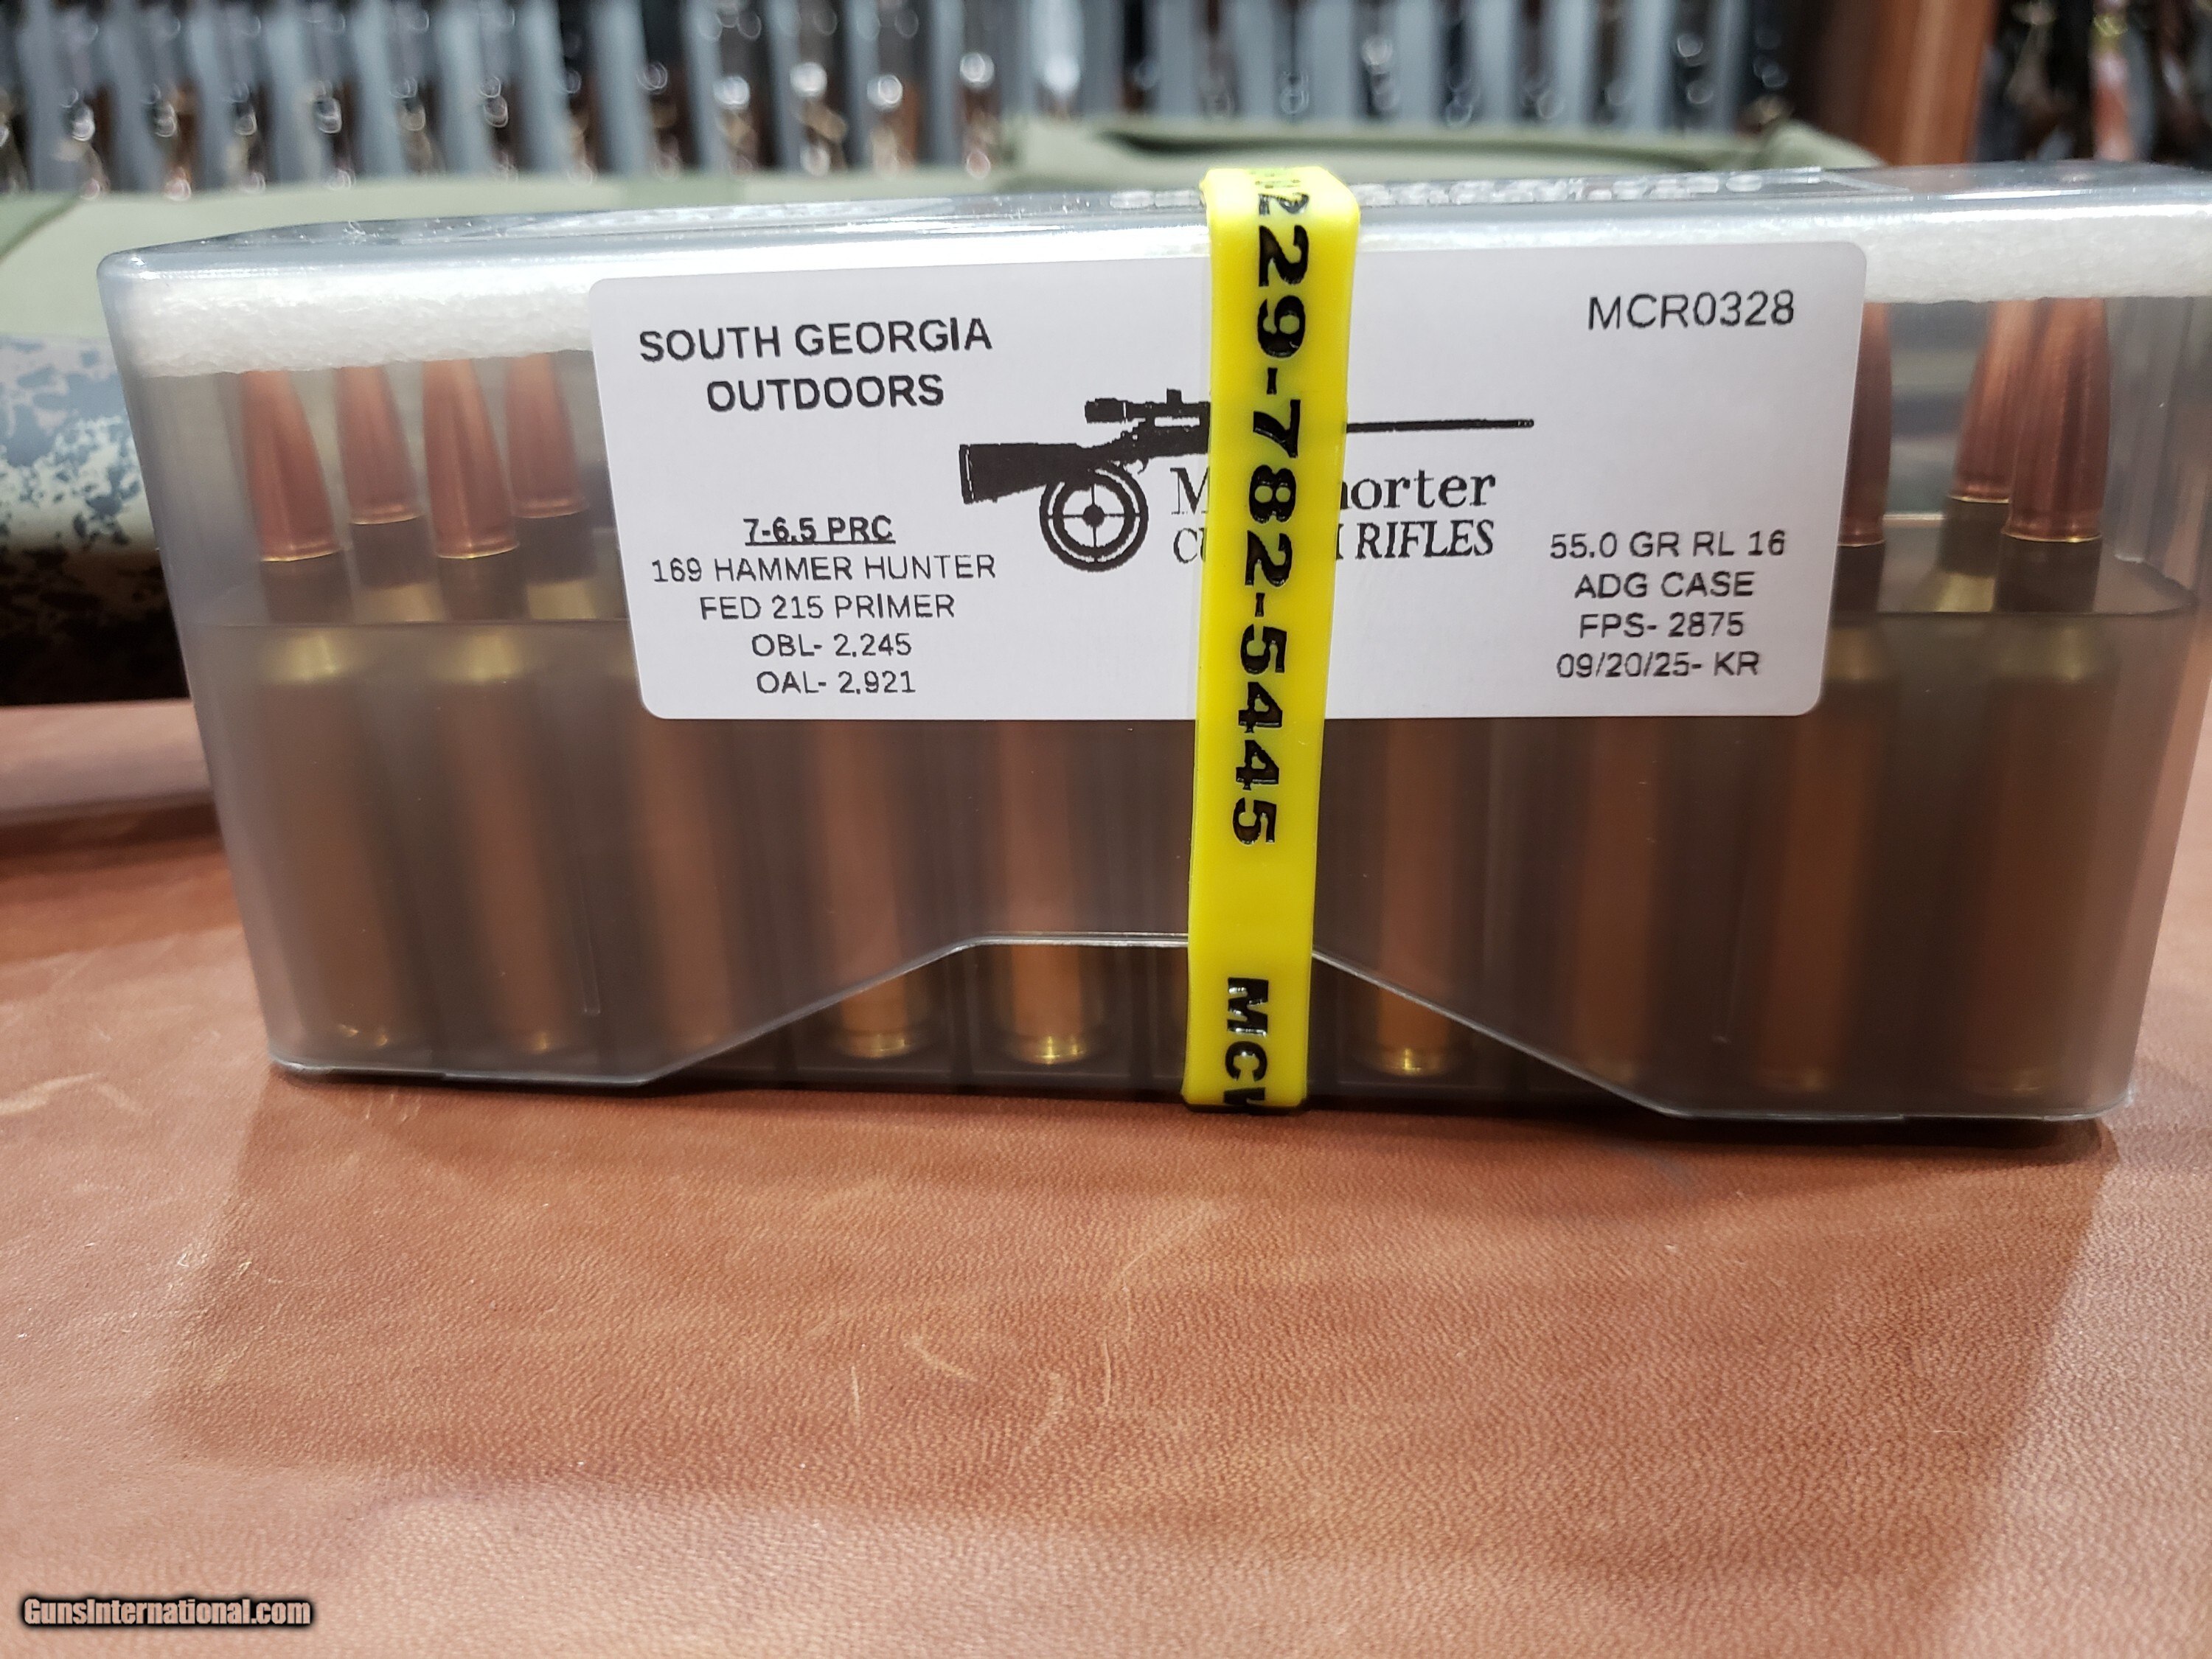 SOUTH GEORGIA
OUTDOORS
MCR0328
7-6.5 PRC
169 HAMMER HUNTER
FED 215 PRIMER
OBL- 2.245
OAL- 2.921
orter
RIFLES
55.0 GR RL 16
ADG CASE
FPS- 2875
09/20/25- KR
229-782-5445
GunsInternational.com